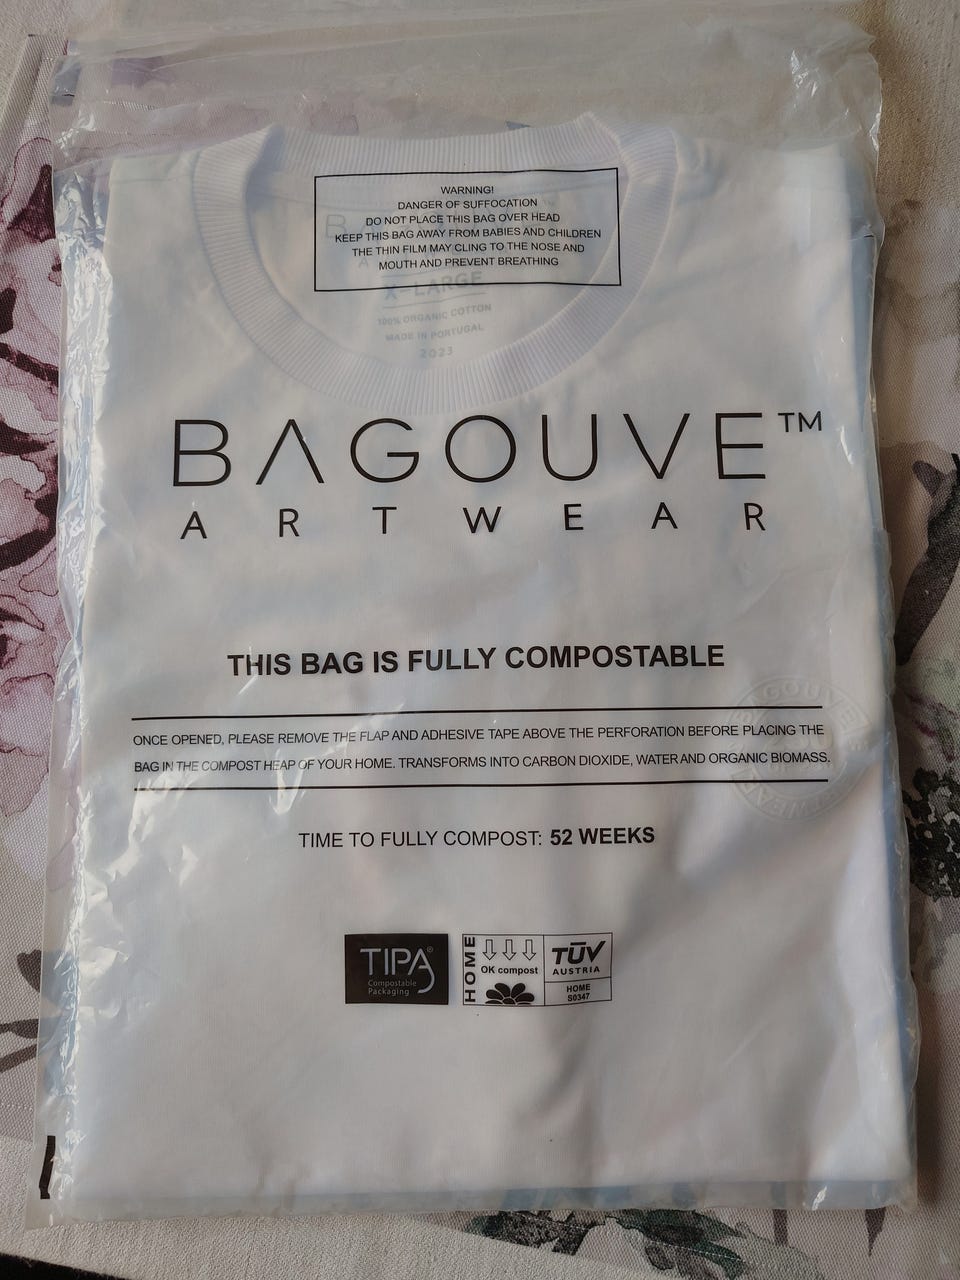 WARNING!
DANGER OF SUFFOCATION
DO NOT PLACE THIS BAG OVER HEAD
KEEP THIS BAG AWAY FROM BABIES AND CHILDREN
THE THIN FILM MAY CLING TO THE NOSE AND
MOUTH AND PREVENT BREATHING
X-LARGE
100% ORGANIC COTTON
MADE IN PORTUGAL
2023
BAGOUVE™
ARTWEAR
THIS BAG IS FULLY COMPOSTABLE
ONCE OPENED, PLEASE REMOVE THE FLAP AND ADHESIVE TAPE ABOVE THE PERFORATION BEFORE PLACING THE
BAG IN THE COMPOST HEAP OF YOUR HOME. TRANSFORMS INTO CARBON DIOXIDE, WATER AND ORGANIC BIOMASS.
TIME TO FULLY COMPOST: 52 WEEKS
TIPA®
Compostable
Packaging
HOME
OK compost
TÜV
AUSTRIA
HOME
S0347
BAGOUVE